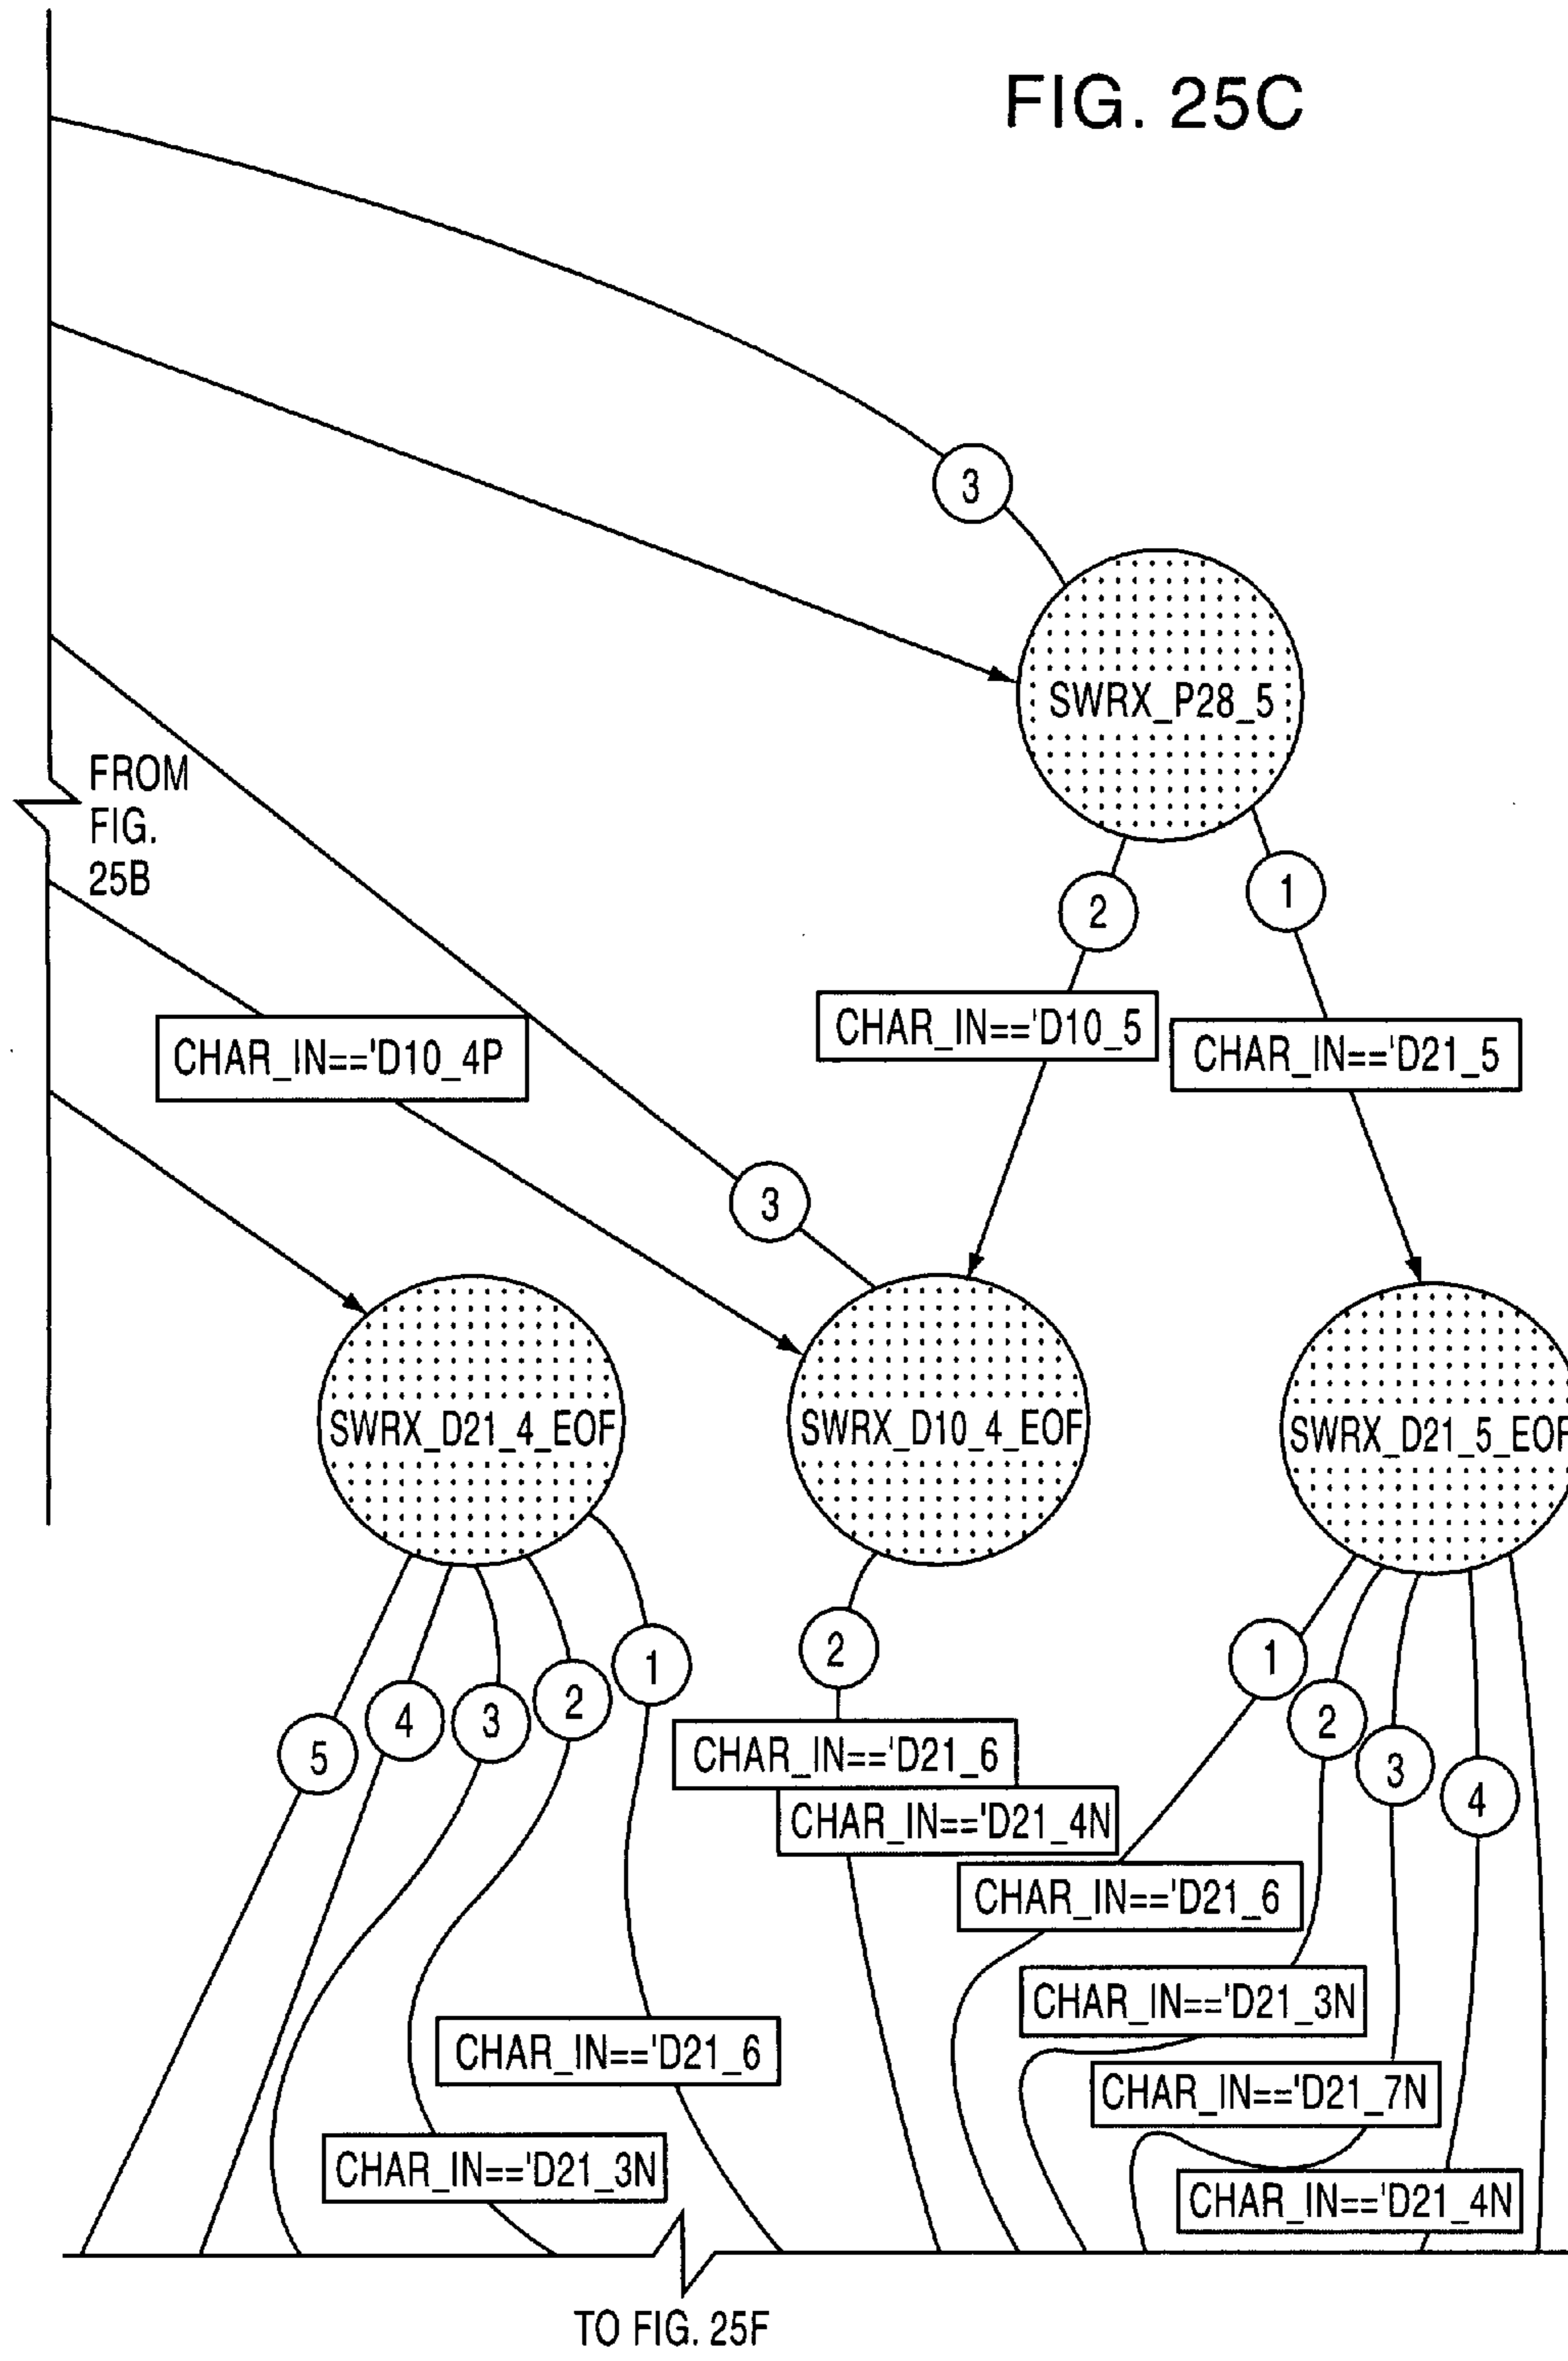 FIG. 25C
3
SWRX_P28_5
FROM
FIG.
25B
2
1
CHAR_IN=='D10_4P
CHAR_IN=='D10_5
CHAR_IN=='D21_5
3
SWRX_D21_4_EOF
SWRX_D10_4_EOF
SWRX_D21_5_EOF
5
4
3
2
1
2
1
2
3
4
CHAR_IN=='D21_6
CHAR_IN=='D21_4N
CHAR_IN=='D21_6
CHAR_IN=='D21_3N
CHAR_IN=='D21_6
CHAR_IN=='D21_7N
CHAR_IN=='D21_3N
CHAR_IN=='D21_4N
TO FIG. 25F